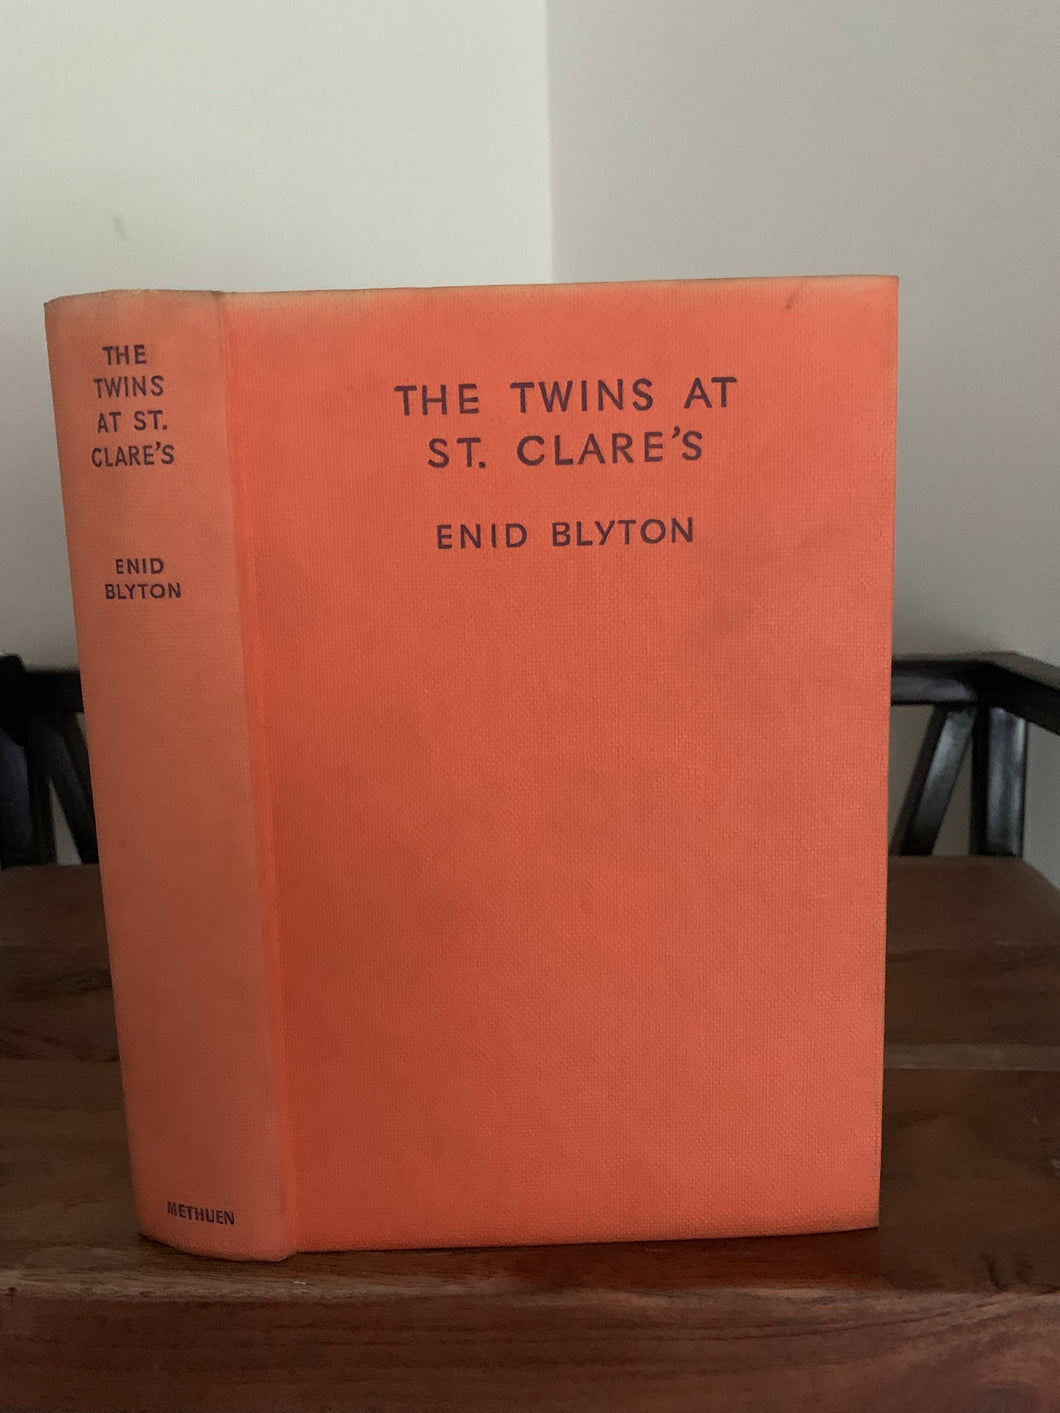 THE
TWINS
AT ST.
CLARE'S
ENID
BLYTON
METHUEN
THE TWINS AT
ST. CLARE'S
ENID BLYTON